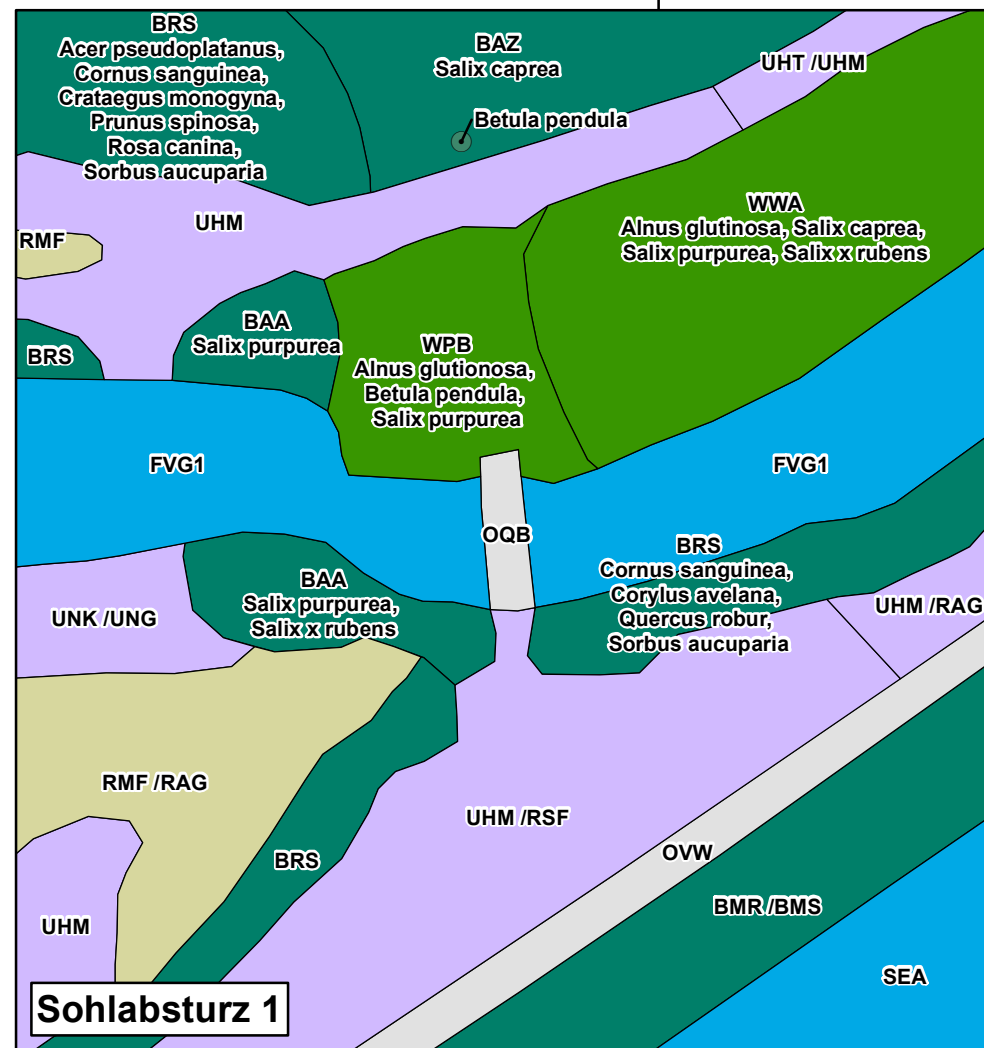 BRS
Acer pseudoplatanus,
Cornus sanguinea,
Crataegus monogyna,
Prunus spinosa,
Rosa canina,
Sorbus aucuparia
BAZ
Salix caprea
Betula pendula
UHT /UHM
UHM
RMF
WWA
Alnus glutinosa, Salix caprea,
Salix purpurea, Salix x rubens
BAA
Salix purpurea
BRS
WPB
Alnus glutionosa,
Betula pendula,
Salix purpurea
FVG1
FVG1
OQB
BRS
Cornus sanguinea,
Corylus avelana,
Quercus robur,
Sorbus aucuparia
BAA
Salix purpurea,
Salix x rubens
UNK /UNG
UHM /RAG
RMF /RAG
UHM /RSF
BRS
OVW
UHM
BMR /BMS
SEA
Sohlabsturz 1